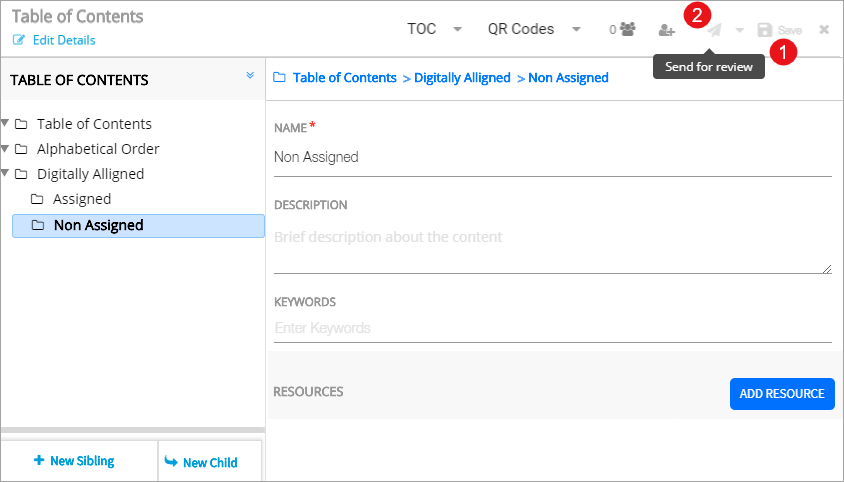 Table of Contents
Edit Details
TOC QR Codes 0 2 Save 1
Send for review
TABLE OF CONTENTS
Table of Contents > Digitally Alligned > Non Assigned
Table of Contents
Alphabetical Order
Digitally Alligned
Assigned
Non Assigned
NAME *
Non Assigned
DESCRIPTION
Brief description about the content
KEYWORDS
Enter Keywords
RESOURCES
ADD RESOURCE
New Sibling
New Child